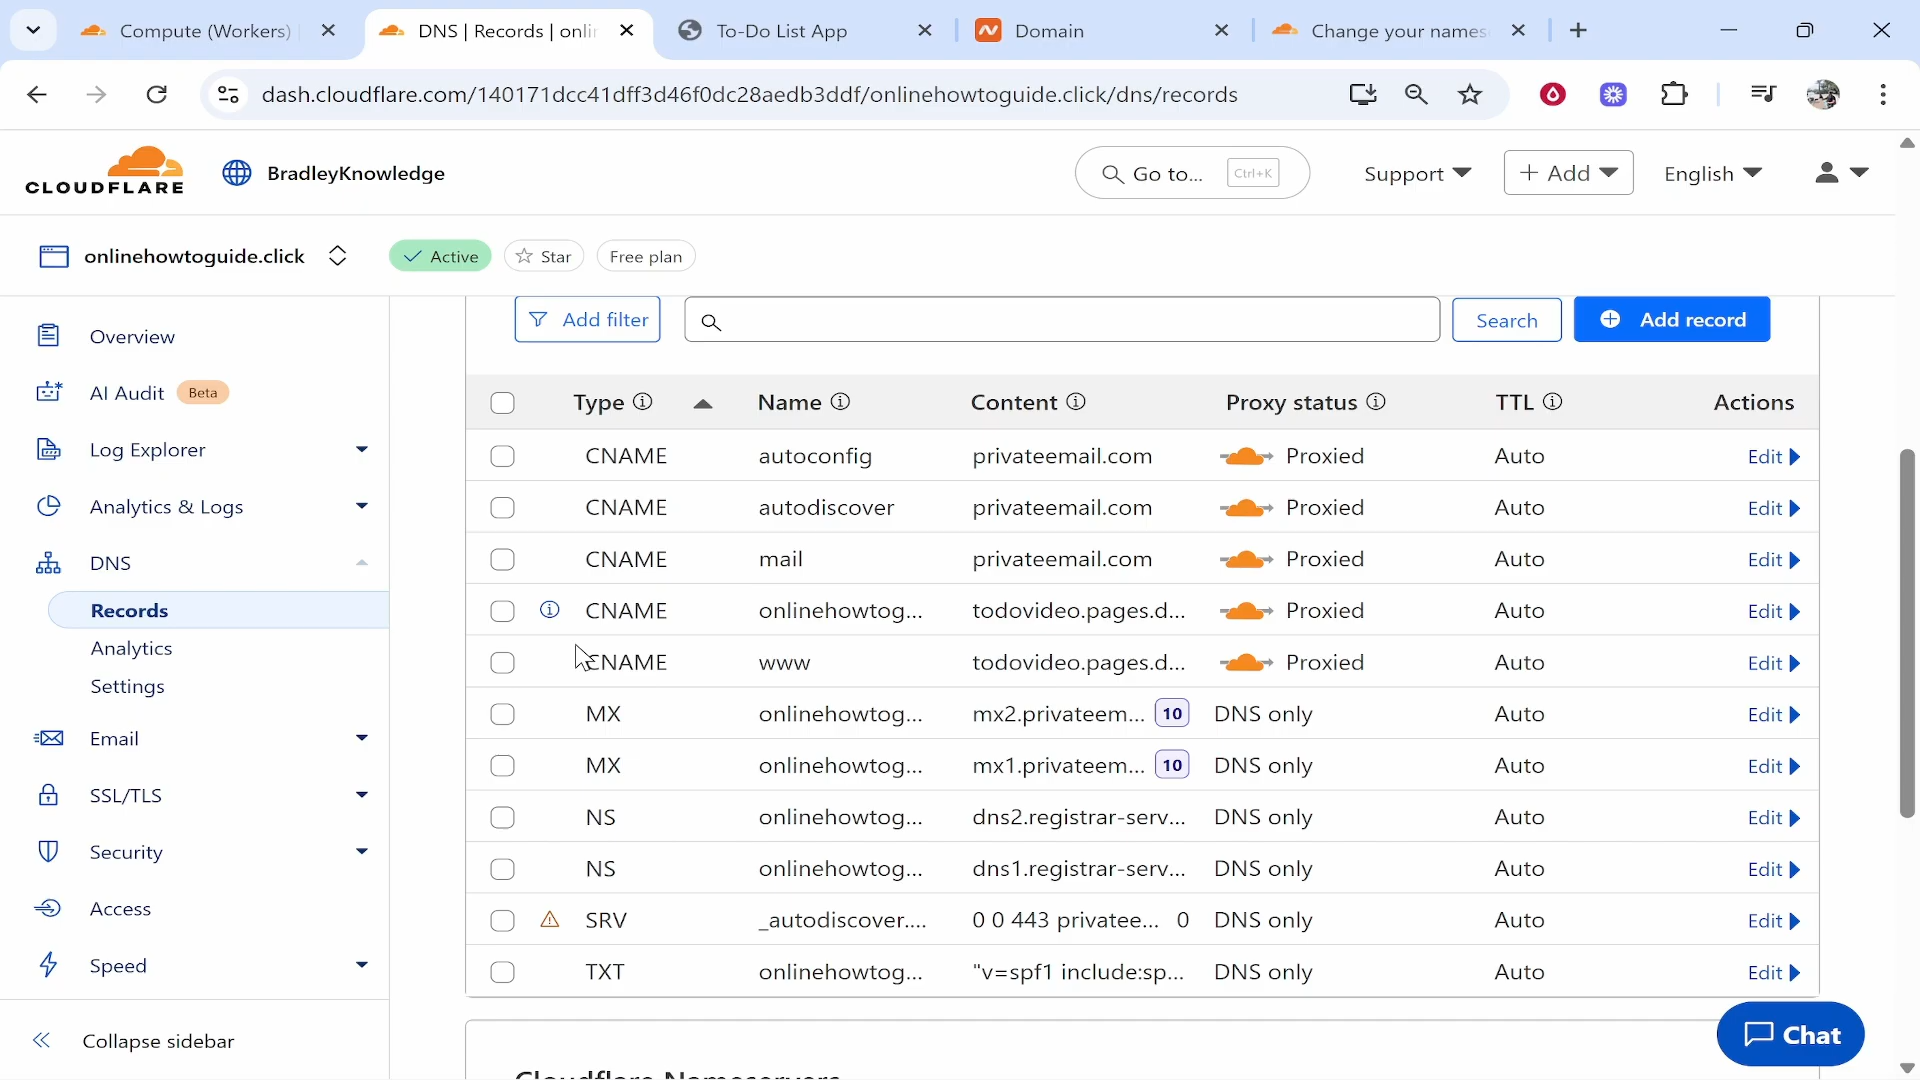 Compute (Workers)
DNS | Records | onlin
To-Do List App
Domain
Change your names
dash.cloudflare.com/140171dcc41dff3d46f0dc28aedb3ddf/onlinehowtoguide.click/dns/records
CLOUDFLARE
BradleyKnowledge
Go to...
Ctrl+K
Support
Add
English
onlinehowtoguide.click
Active
Star
Free plan
Overview
AI Audit
Beta
Log Explorer
Analytics & Logs
DNS
Records
Analytics
Settings
Email
SSL/TLS
Security
Access
Speed
Collapse sidebar
Add filter
Search
Add record
Type Name Content Proxy status TTL Actions
CNAME autoconfig privateemail.com Proxied Auto Edit
CNAME autodiscover privateemail.com Proxied Auto Edit
CNAME mail privateemail.com Proxied Auto Edit
CNAME onlinehowtog... todovideo.pages.d... Proxied Auto Edit
CNAME www todovideo.pages.d... Proxied Auto Edit
MX onlinehowtog... mx2.privateem... 10 DNS only Auto Edit
MX onlinehowtog... mx1.privateem... 10 DNS only Auto Edit
NS onlinehowtog... dns2.registrar-serv... DNS only Auto Edit
NS onlinehowtog... dns1.registrar-serv... DNS only Auto Edit
SRV _autodiscover.... 0 0 443 privatee... 0 DNS only Auto Edit
TXT onlinehowtog... "v=spf1 include:sp... DNS only Auto Edit
Cloudflare Nameservers
Chat